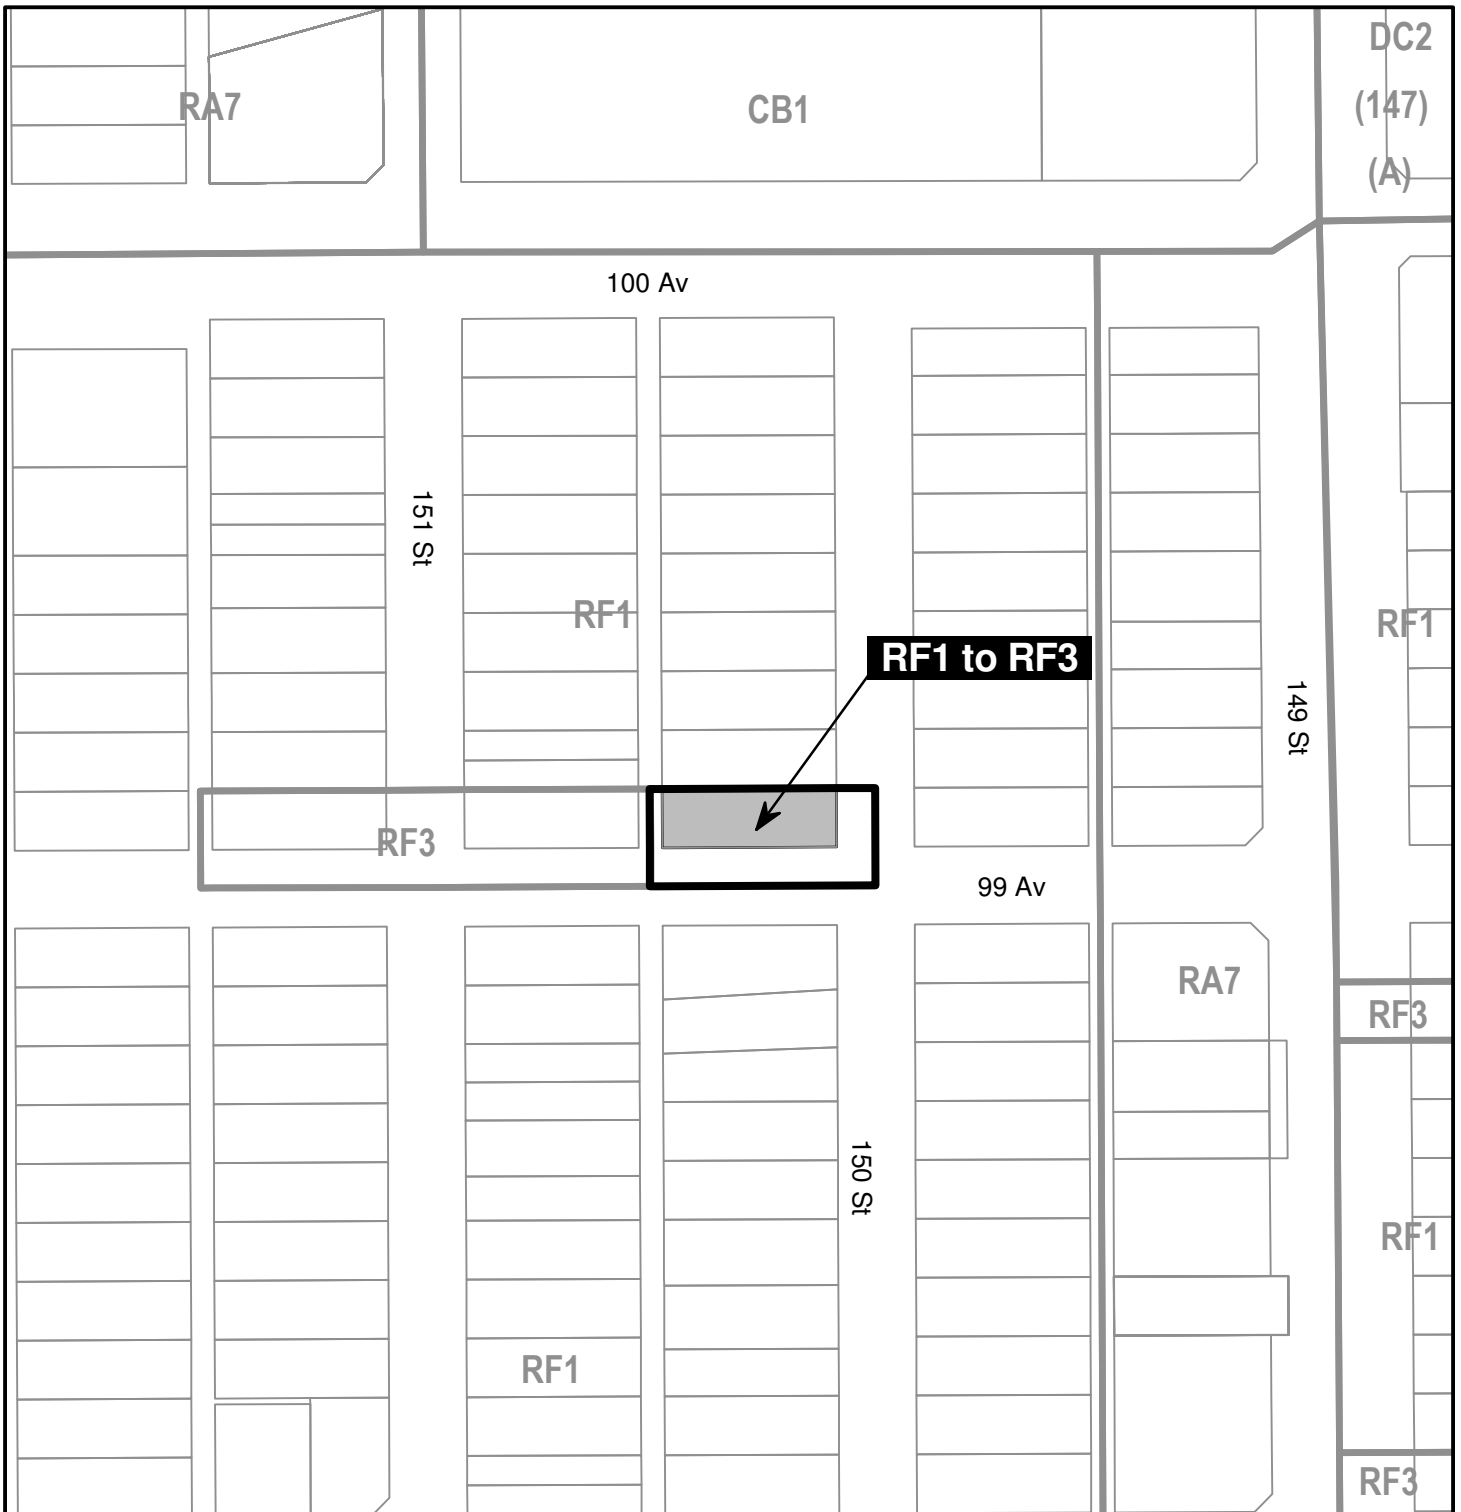 DC2
RA7
CB1
(147)
(A)
100 Av
151 St
RF1
RF1
RF1 to RF3
149 St
RF3
99 Av
RA7
RF3
150 St
RF1
RF1
RF3